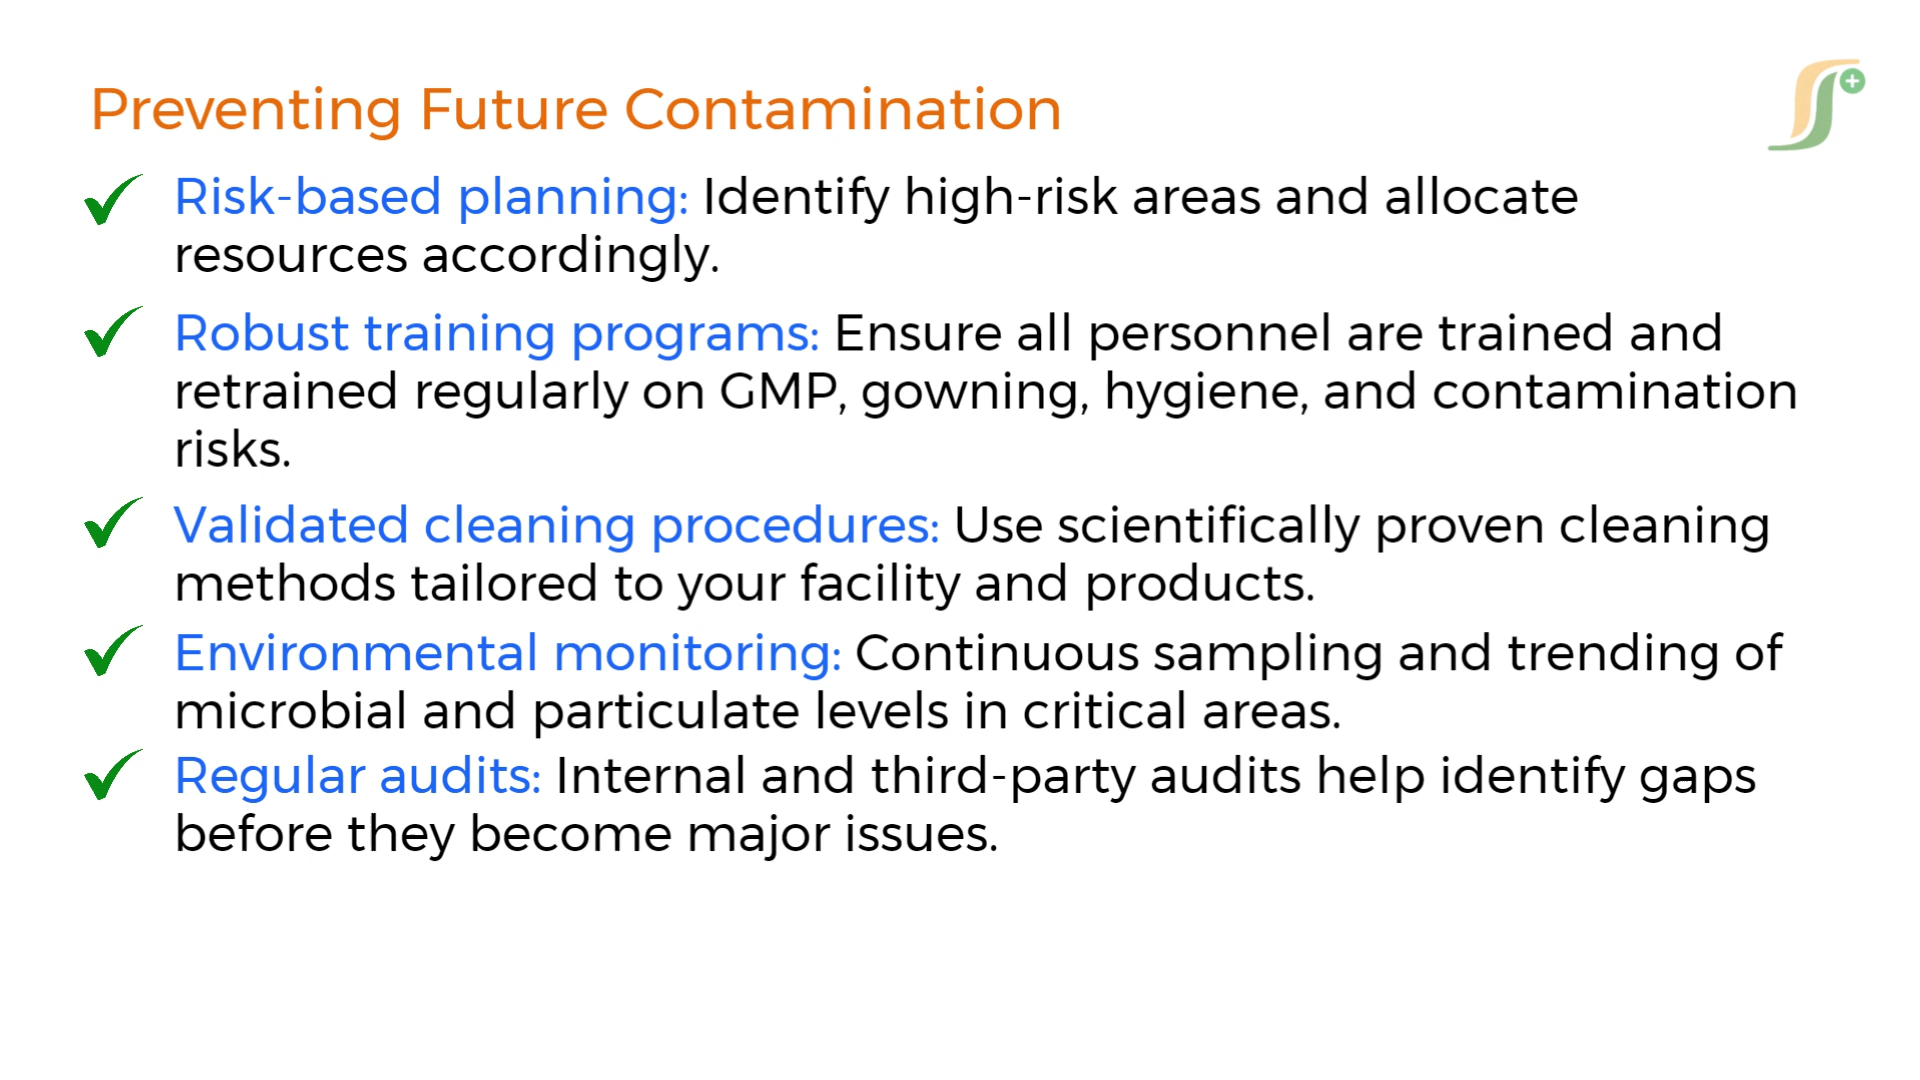 Preventing Future Contamination
Risk-based planning: Identify high-risk areas and allocate
resources accordingly.
Robust training programs: Ensure all personnel are trained and
retrained regularly on GMP, gowning, hygiene, and contamination
risks.
Validated cleaning procedures: Use scientifically proven cleaning
methods tailored to your facility and products.
Environmental monitoring: Continuous sampling and trending of
microbial and particulate levels in critical areas.
Regular audits: Internal and third-party audits help identify gaps
before they become major issues.